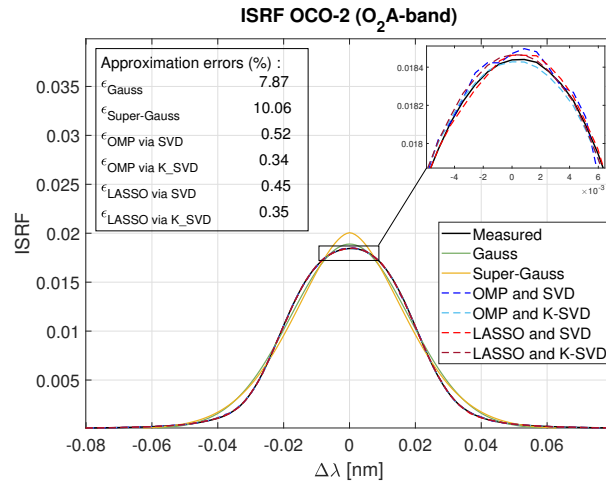 ISRF OCO-2 (O2A-band)
Approximation errors (%) :
ϵGauss 7.87
ϵSuper-Gauss 10.06
ϵOMP via SVD 0.52
ϵOMP via K_SVD 0.34
ϵLASSO via SVD 0.45
ϵLASSO via K_SVD 0.35
0.0184
0.0182
0.018
-4 -2 0 2 4 6
×10-3
0.035
0.03
0.025
0.02
0.015
0.01
0.005
ISRF
Measured
Gauss
Super-Gauss
OMP and SVD
OMP and K-SVD
LASSO and SVD
LASSO and K-SVD
-0.08 -0.06 -0.04 -0.02 0 0.02 0.04 0.06
Δλ [nm]